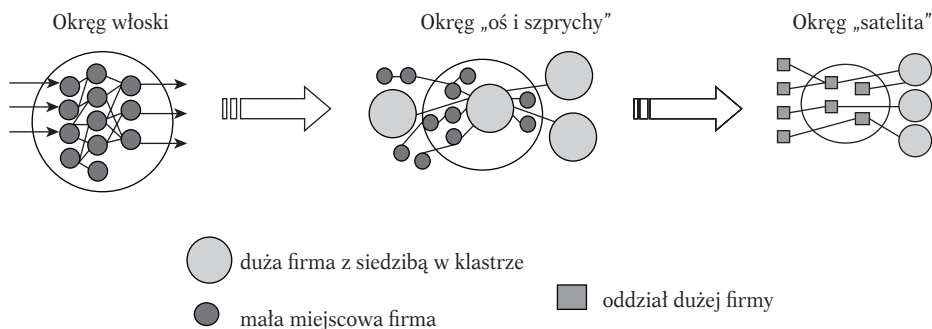 Okręg włoski
Okręg „oś i szprychy”
Okręg „satelita”
duża firma z siedzibą w klastrze
mała miejscowa firma
oddział dużej firmy